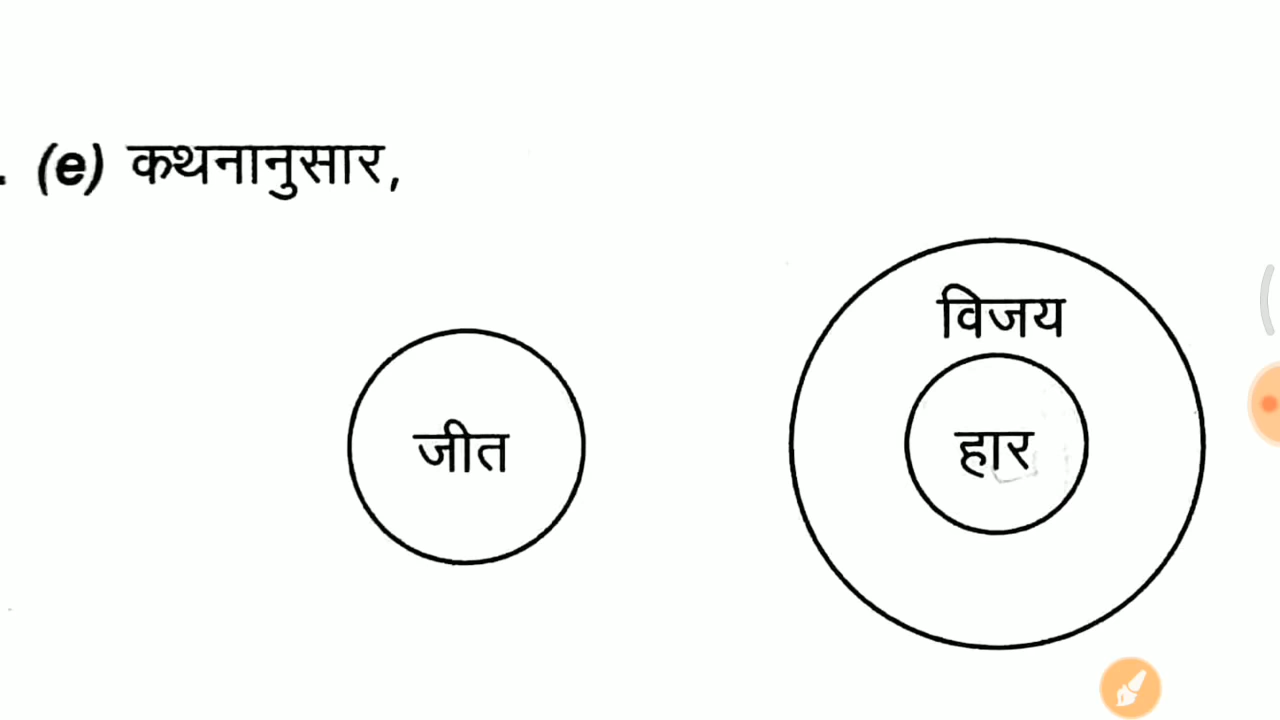 . (e) कथनानुसार,
विजय
जीत
हार